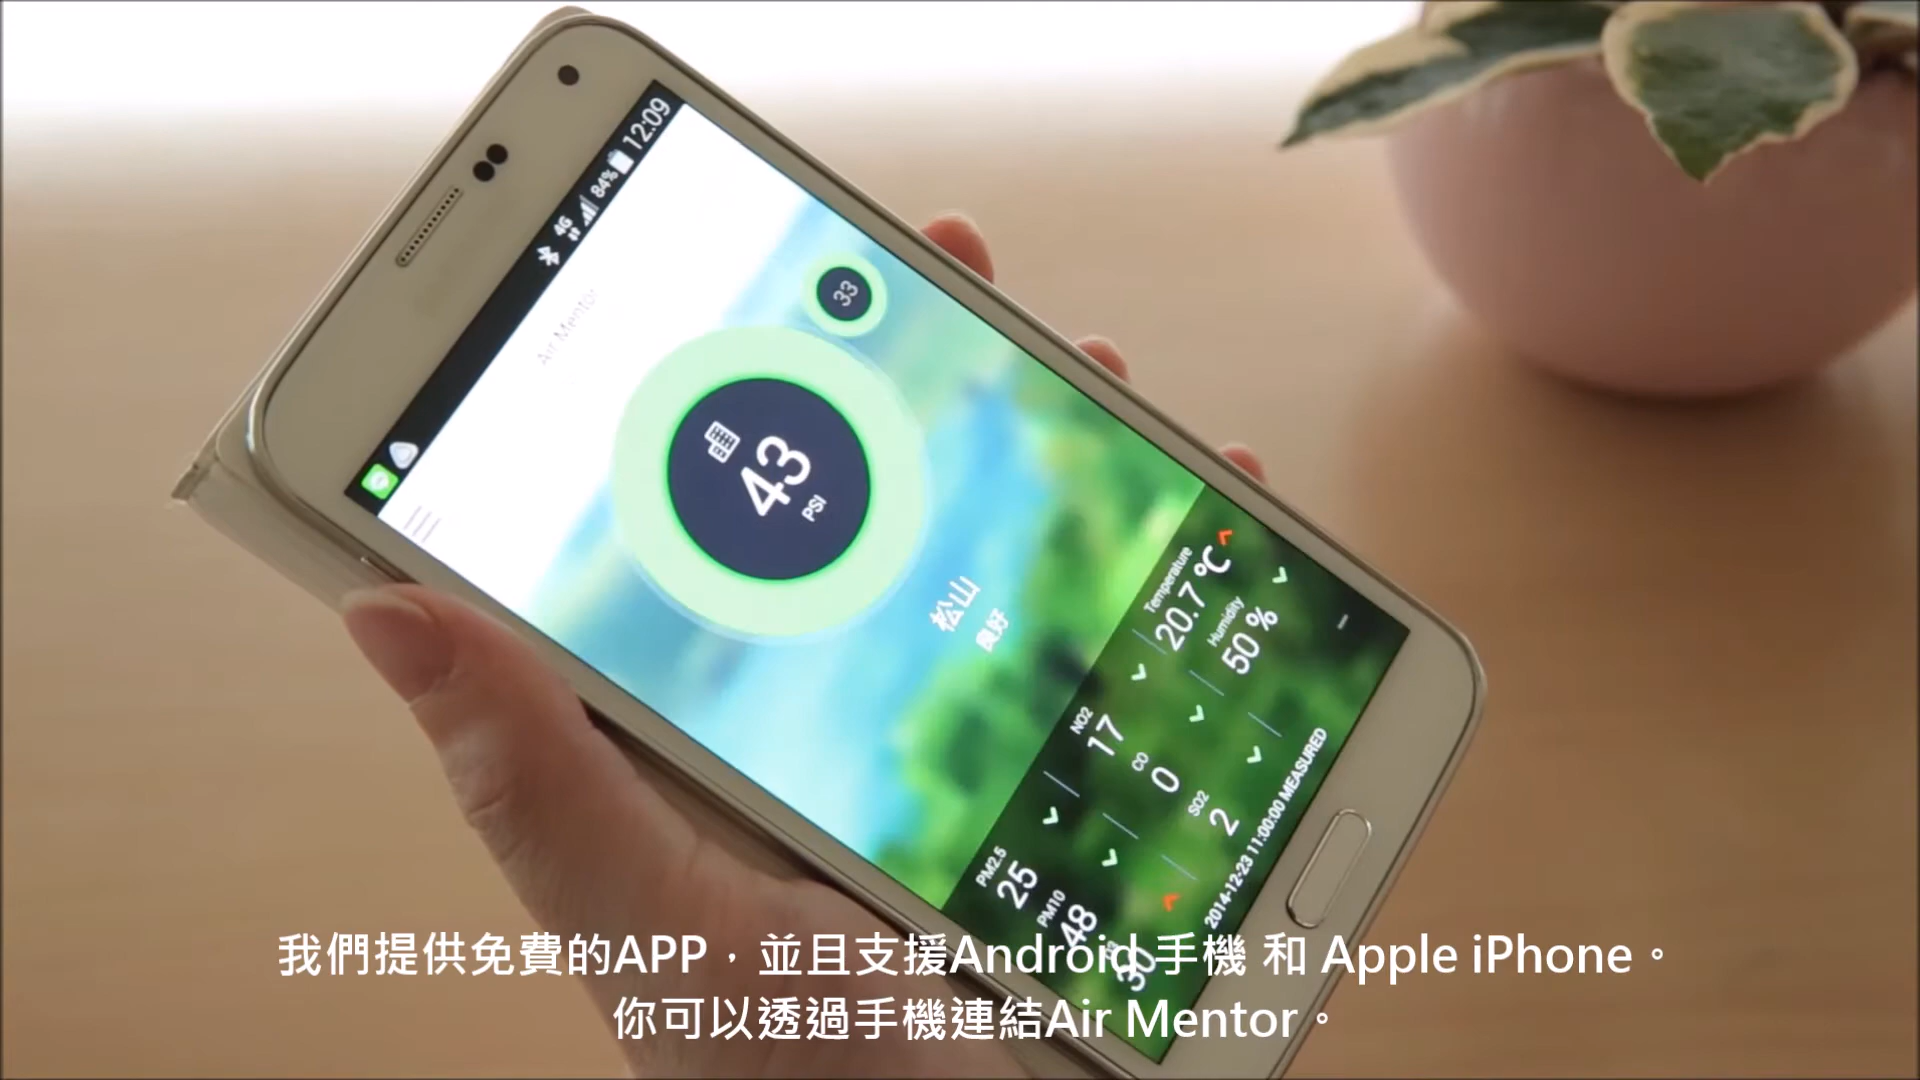 12:09
84%
4G
Air Mentor
33
43
PSI
松山
良好
PM2.5
25
NO2
17
Temperature
20.7 °C
PM10
48
CO
0
Humidity
50 %
30
SO2
2
2014-12-23 11:00:00 MEASURED
我們提供免費的APP，並且支援Android 手機 和 Apple iPhone。
你可以透過手機連結Air Mentor。